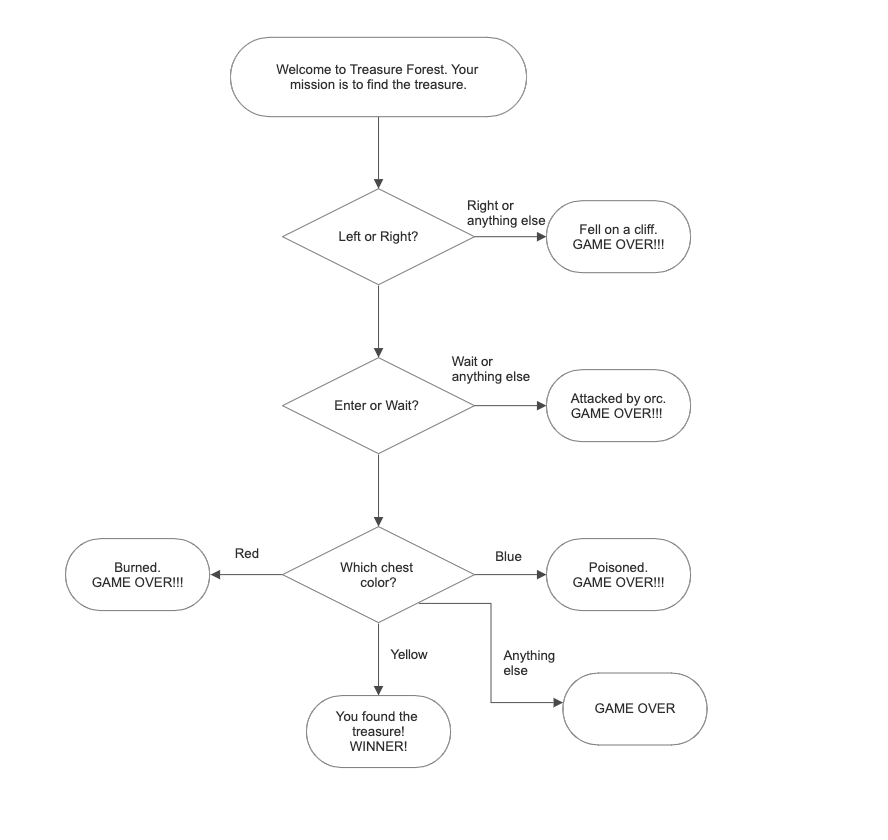 Welcome to Treasure Forest. Your
mission is to find the treasure.
Left or Right?
Right or
anything else
Fell on a cliff.
GAME OVER!!!
Enter or Wait?
Wait or
anything else
Attacked by orc.
GAME OVER!!!
Burned.
GAME OVER!!!
Red
Which chest
color?
Blue
Poisoned.
GAME OVER!!!
Yellow
Anything
else
You found the
treasure!
WINNER!
GAME OVER